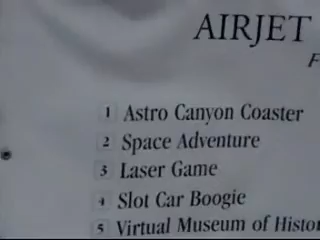 AIRJET
F
1 Astro Canyon Coaster
2 Space Adventure
3 Laser Game
4 Slot Car Boogie
5 Virtual Museum of Histo